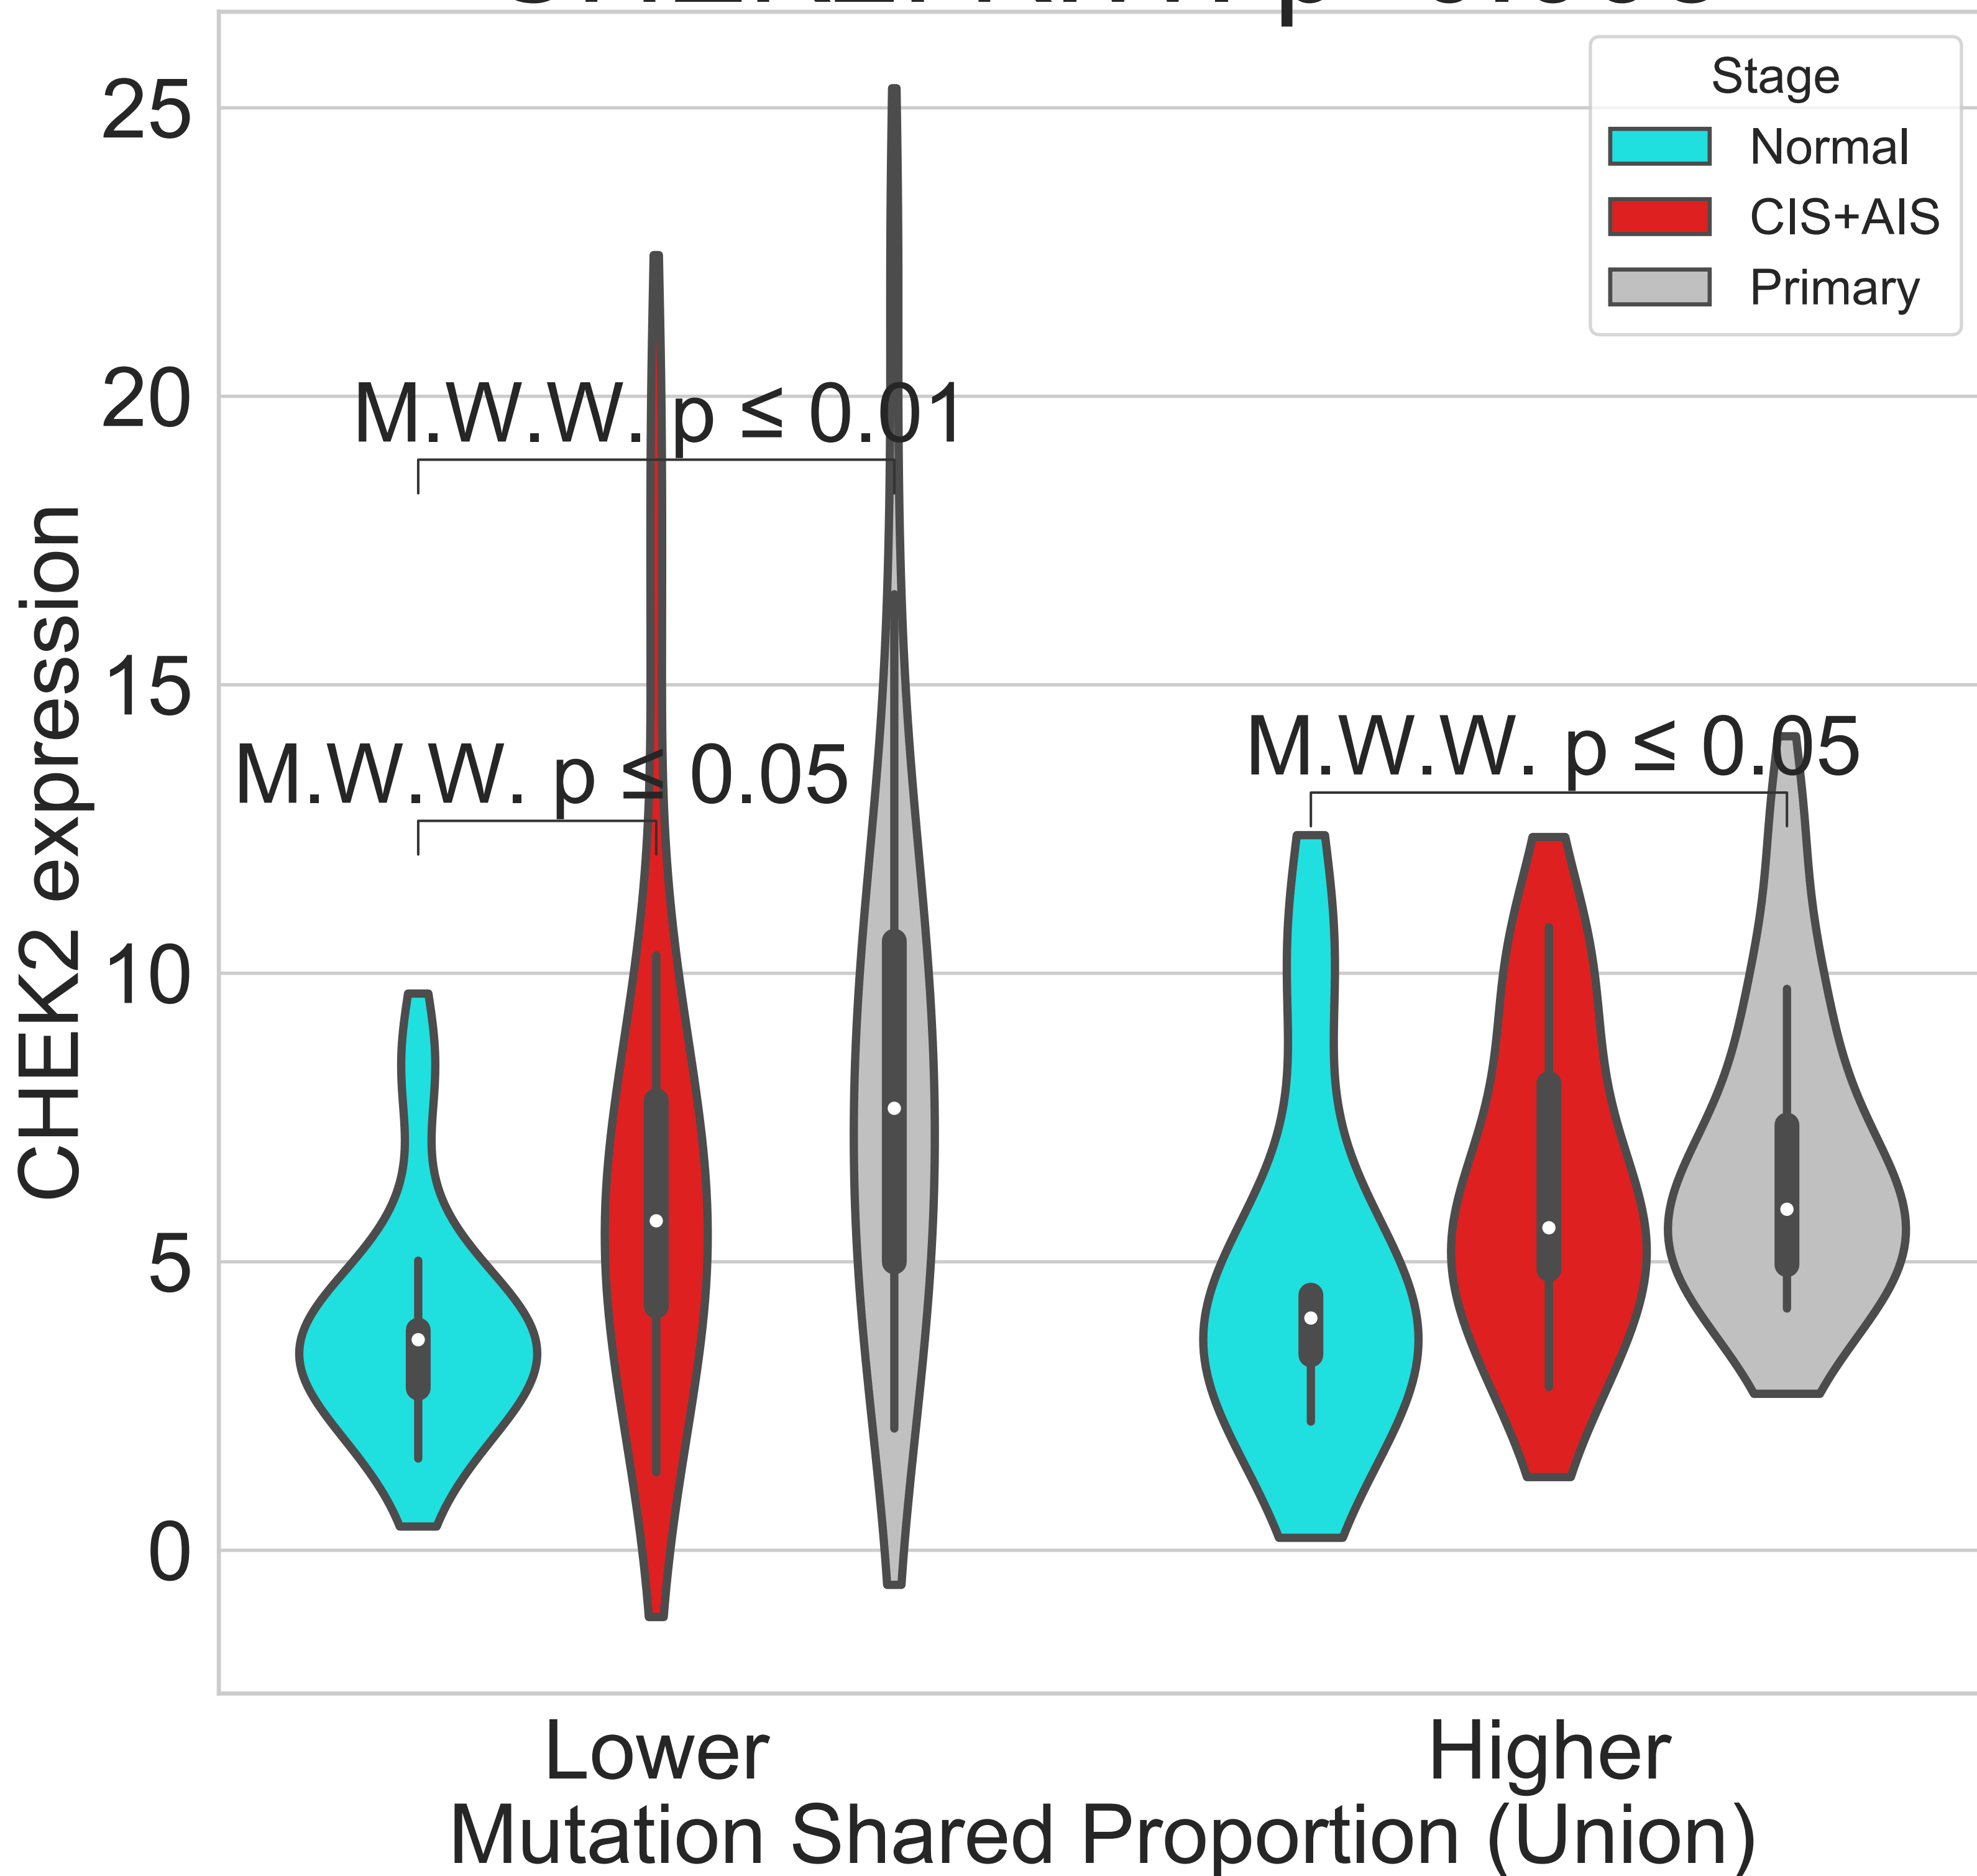 Stage
Normal
CIS+AIS
Primary
25
20
15
10
5
0
CHEK2 expression
M.W.W. p ≤ 0.01
M.W.W. p ≤ 0.05
M.W.W. p ≤ 0.05
Lower
Higher
Mutation Shared Proportion (Union)